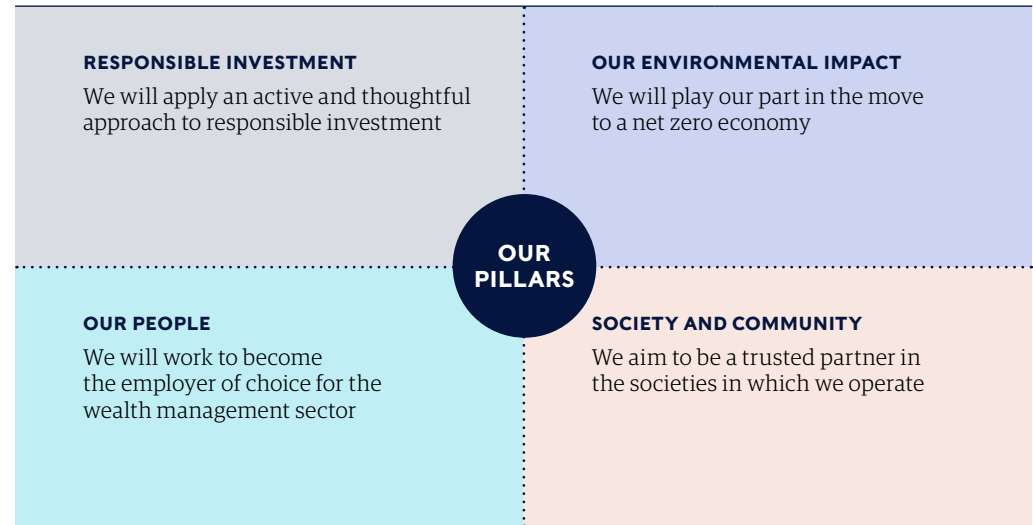 RESPONSIBLE INVESTMENT
We will apply an active and thoughtful
approach to responsible investment
OUR ENVIRONMENTAL IMPACT
We will play our part in the move
to a net zero economy
OUR
PILLARS
OUR PEOPLE
We will work to become
the employer of choice for the
wealth management sector
SOCIETY AND COMMUNITY
We aim to be a trusted partner in
the societies in which we operate